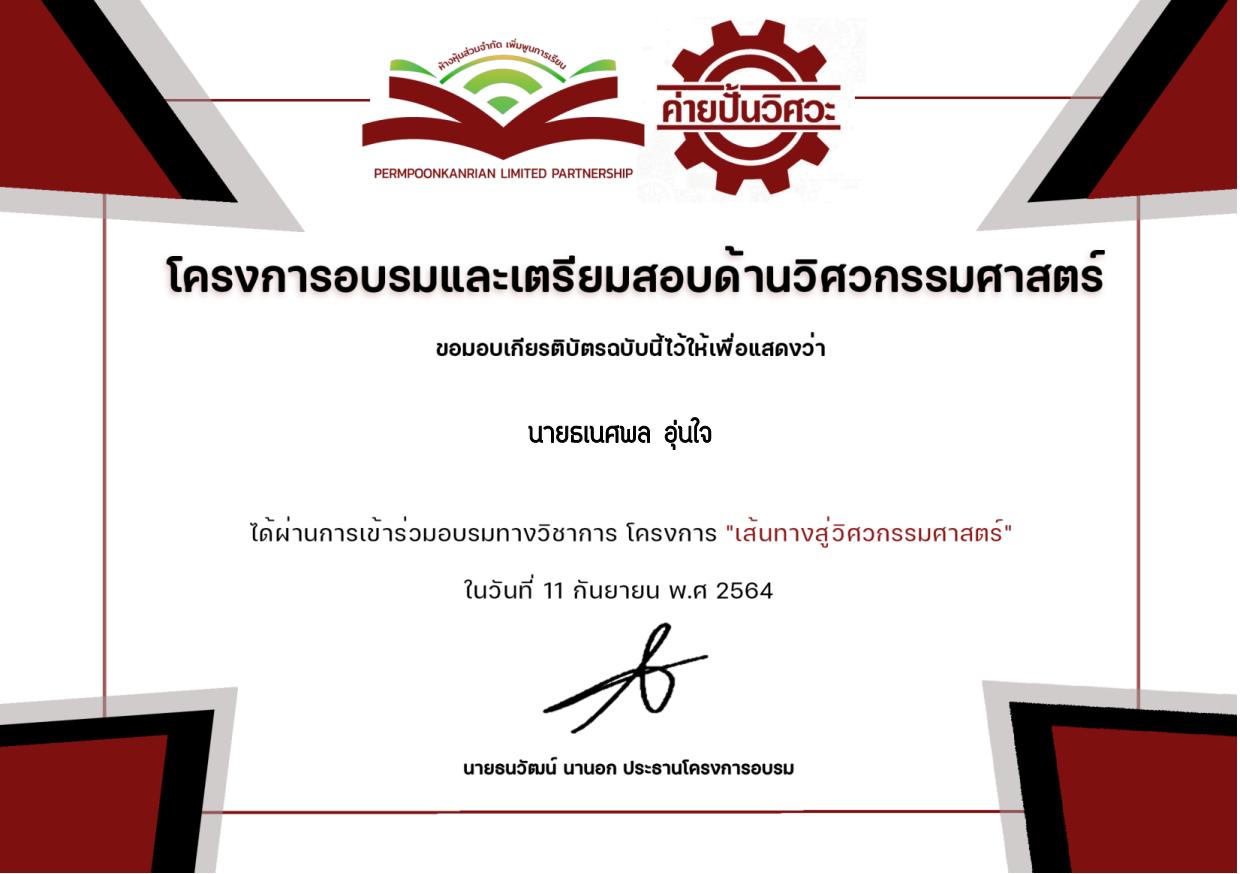 ห้างหุ้นส่วนจำกัด เพิ่มพูนการเรียน
PERMPOONKANRIAN LIMITED PARTNERSHIP
ค่ายปั้นวิศวะ
โครงการอบรมและเตรียมสอบด้านวิศวกรรมศาสตร์
ขอมอบเกียรติบัตรฉบับนี้ไว้ให้เพื่อแสดงว่า
นายธเนศพล อุ่นใจ
ได้ผ่านการเข้าร่วมอบรมทางวิชาการ โครงการ "เส้นทางสู่วิศวกรรมศาสตร์"
ในวันที่ 11 กันยายน พ.ศ 2564
นายธนวัฒน์ นานอก ประธานโครงการอบรม